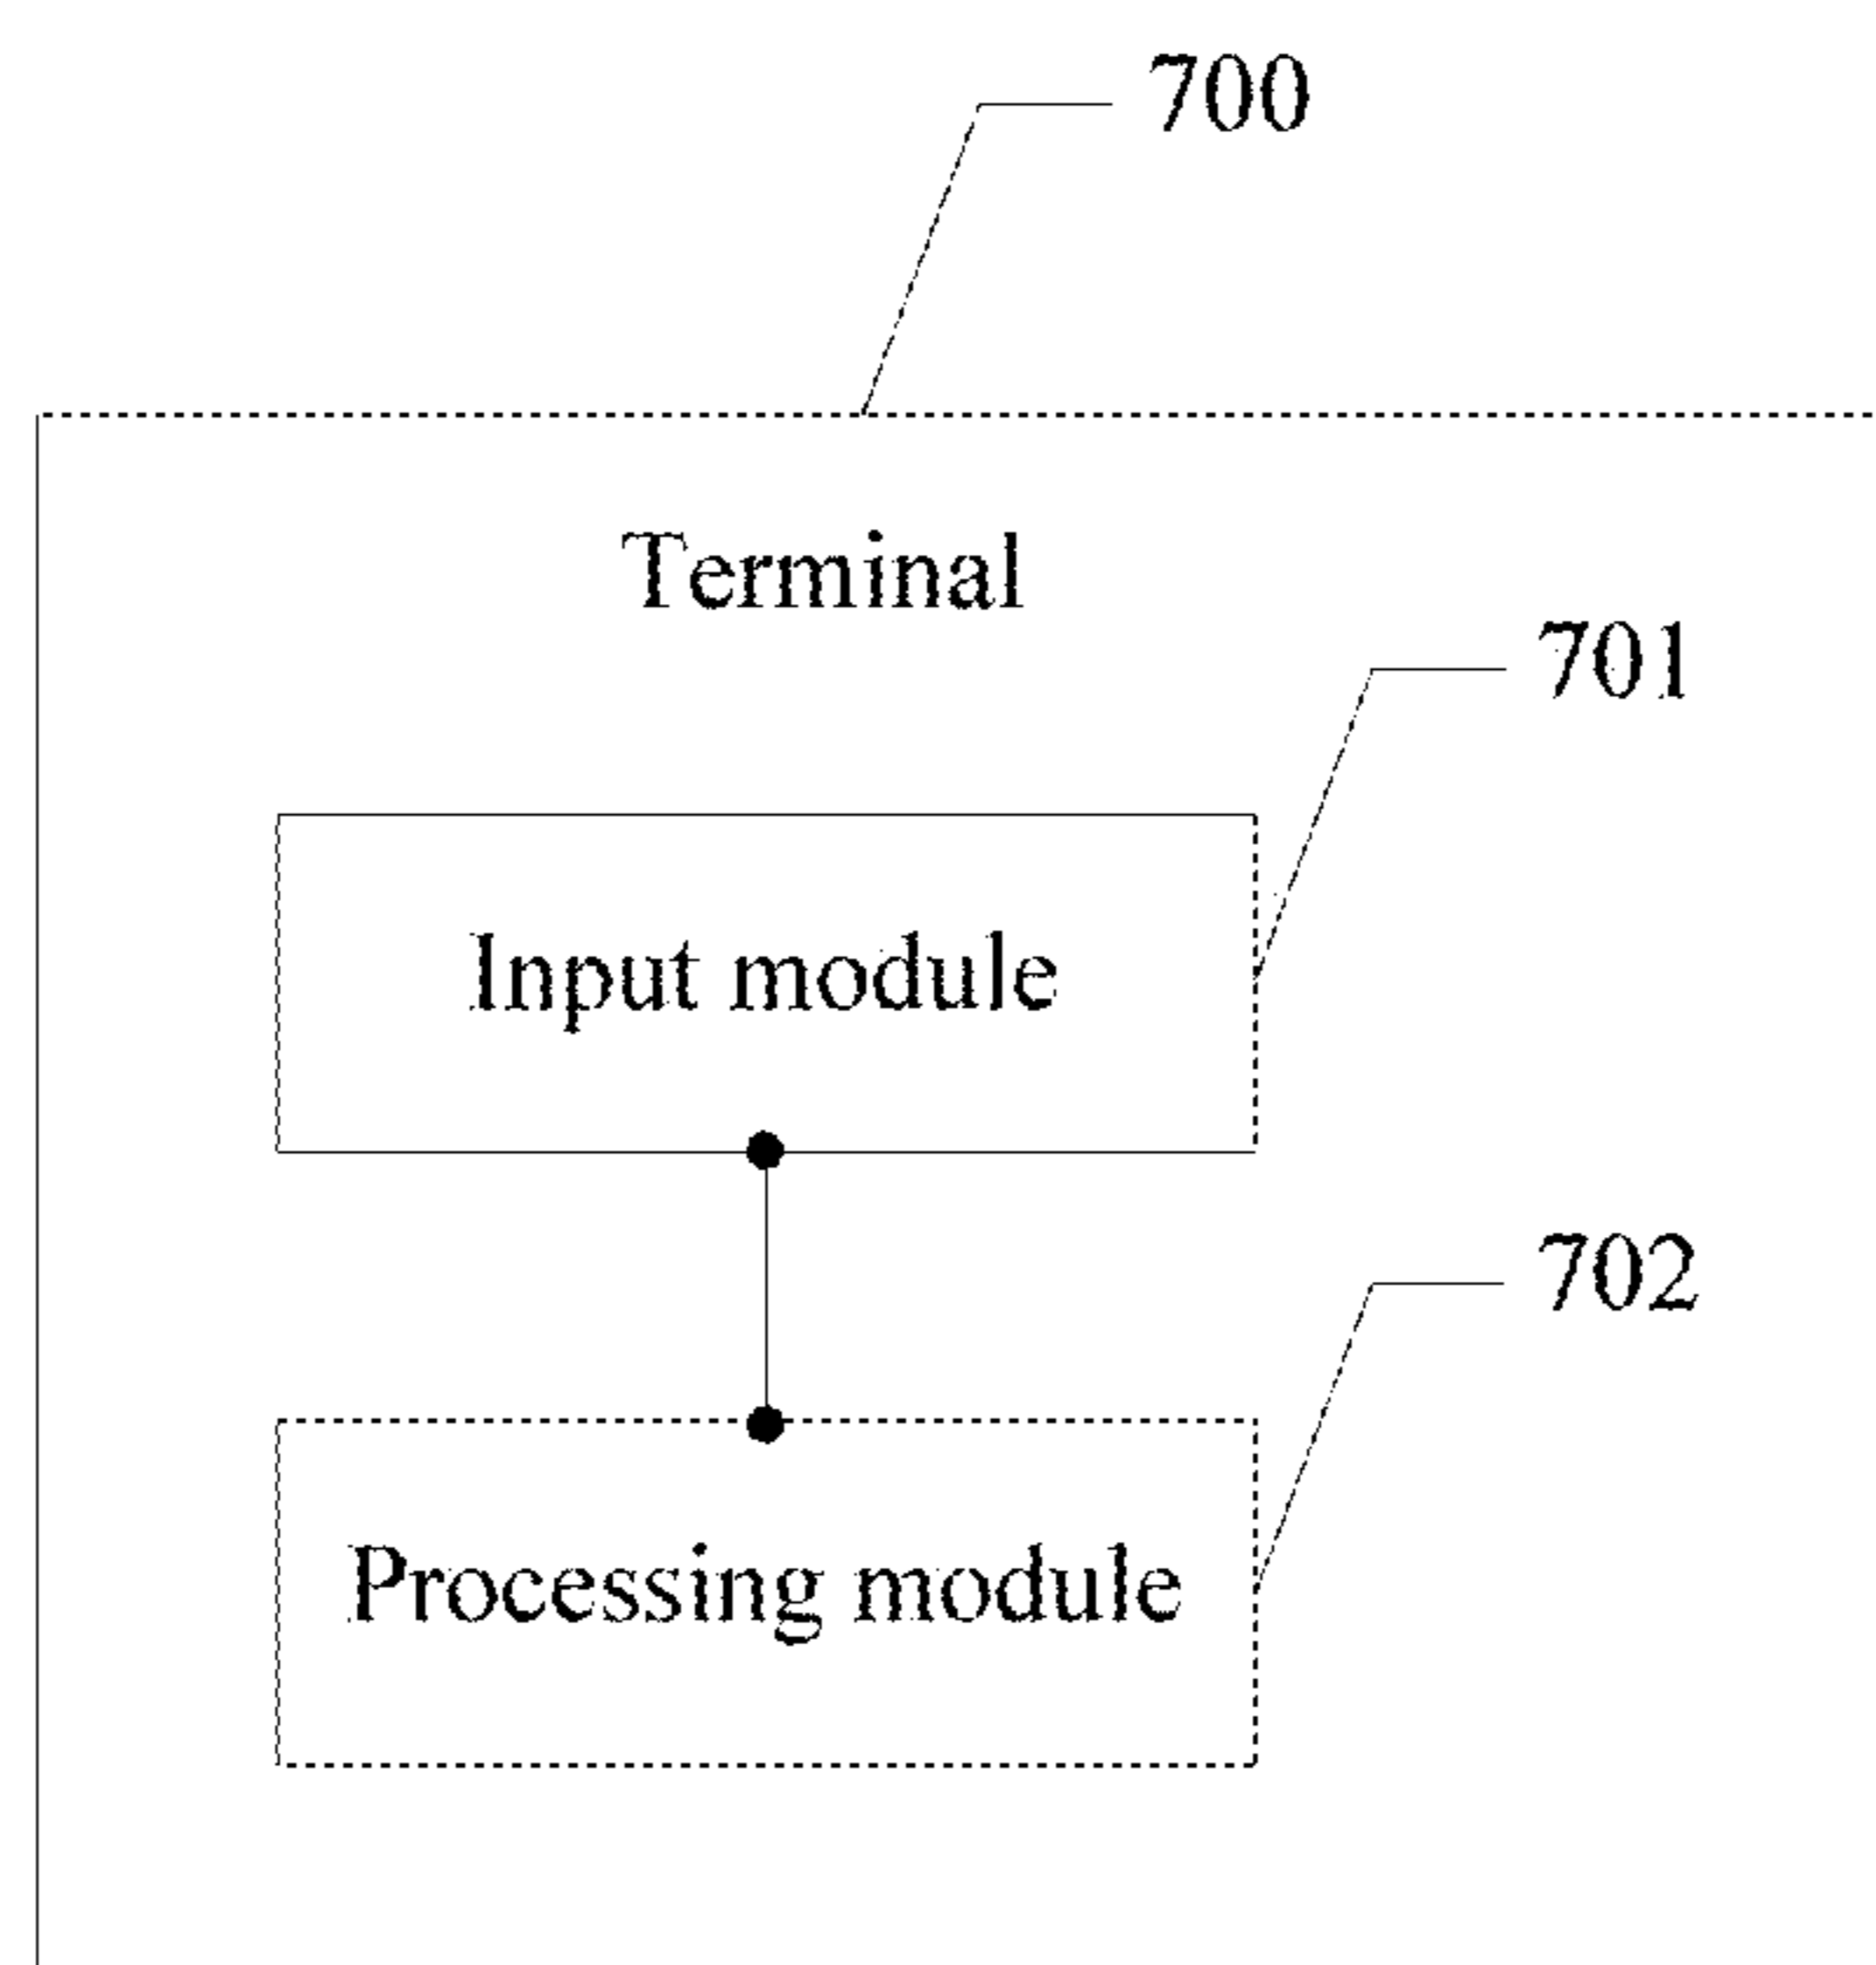 700
Terminal
701
Input module
702
Processing module